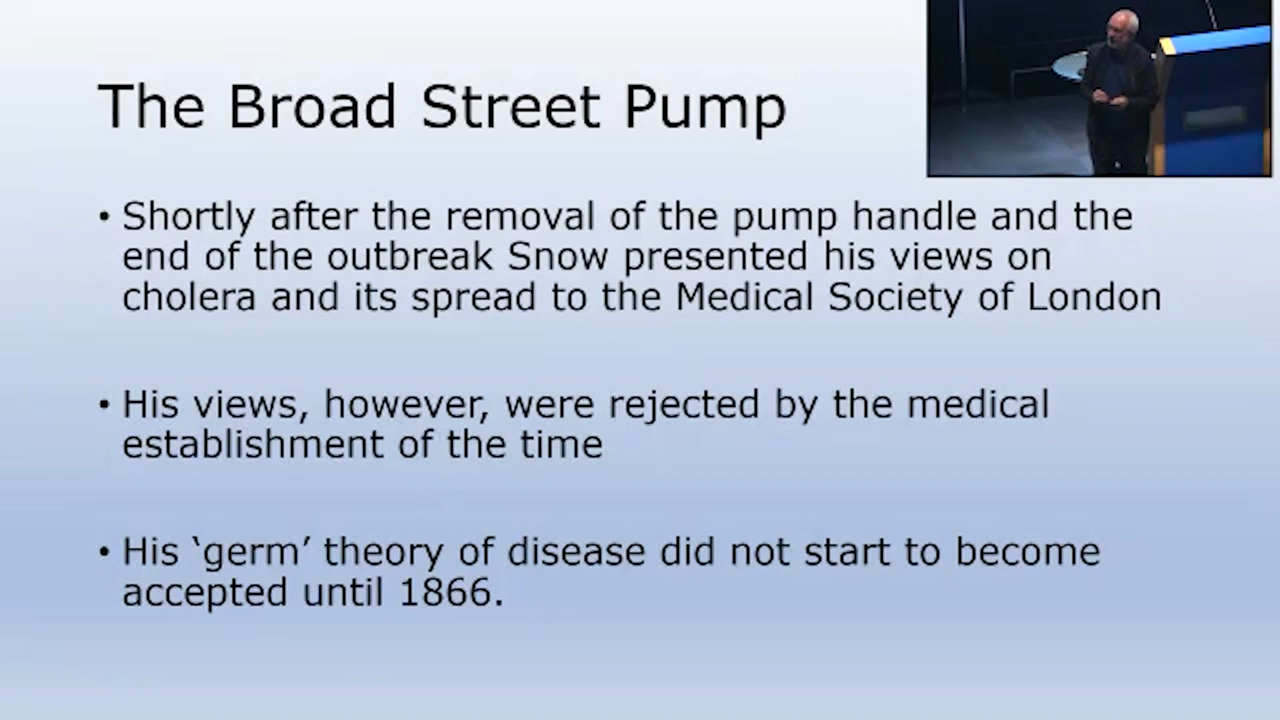 The Broad Street Pump
• Shortly after the removal of the pump handle and the
end of the outbreak Snow presented his views on
cholera and its spread to the Medical Society of London
• His views, however, were rejected by the medical
establishment of the time
• His ‘germ’ theory of disease did not start to become
accepted until 1866.